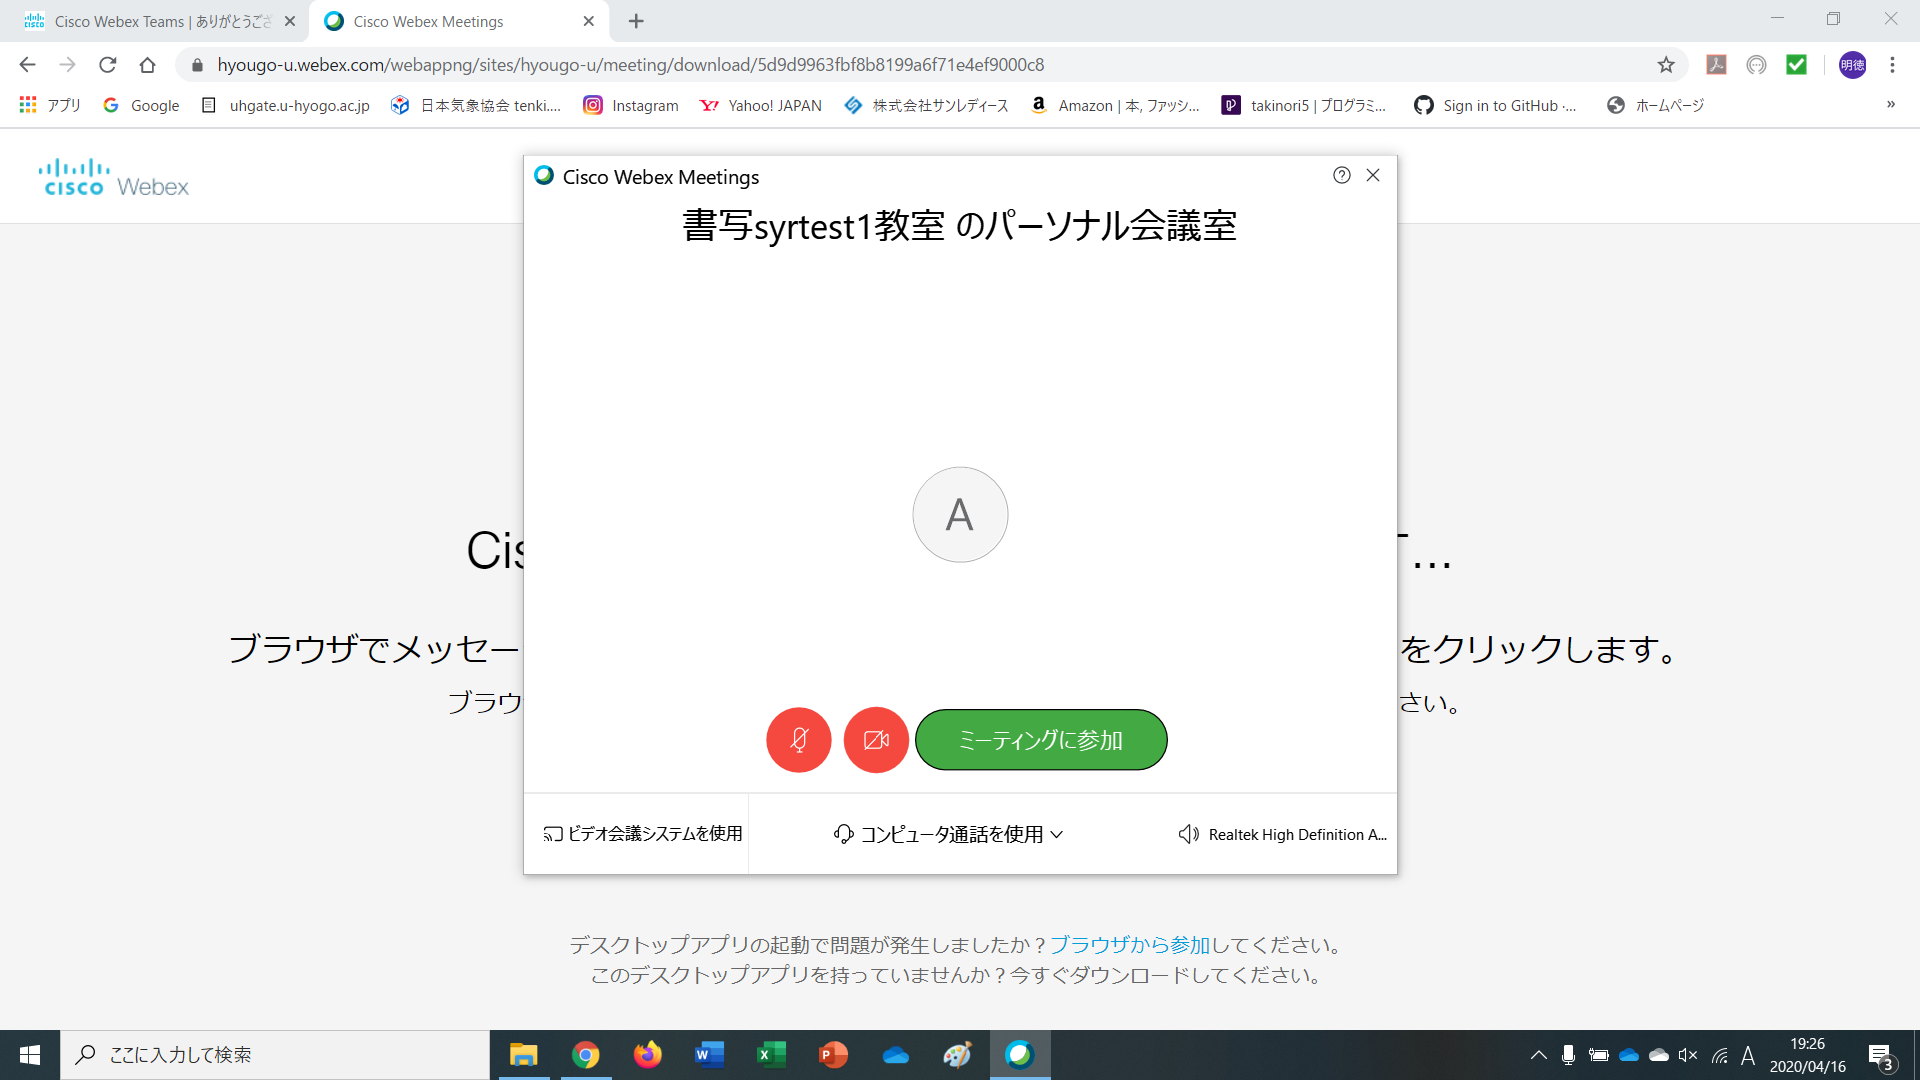 Cisco Webex Teams | ありがとうござ
Cisco Webex Meetings
hyougo-u.webex.com/webappng/sites/hyougo-u/meeting/download/5d9d9963fbf8b8199a6f71e4ef9000c8
明徳
アプリ
Google
uhgate.u-hyogo.ac.jp
日本気象協会 tenki....
Instagram
Yahoo! JAPAN
株式会社サンレディース
Amazon | 本, ファッシ...
takinori5 | プログラミ...
Sign in to GitHub ·...
ホームページ
»
cisco Webex
Cisco Webex Meetings
書写syrtest1教室 のパーソナル会議室
A
Cis
...
ブラウザでメッセー
をクリックします。
ブラウ
さい。
ミーティングに参加
ビデオ会議システムを使用
コンピュータ通話を使用
Realtek High Definition A...
デスクトップアプリの起動で問題が発生しましたか？ブラウザから参加してください。
このデスクトップアプリを持っていませんか？今すぐダウンロードしてください。
ここに入力して検索
A
19:26
2020/04/16
3